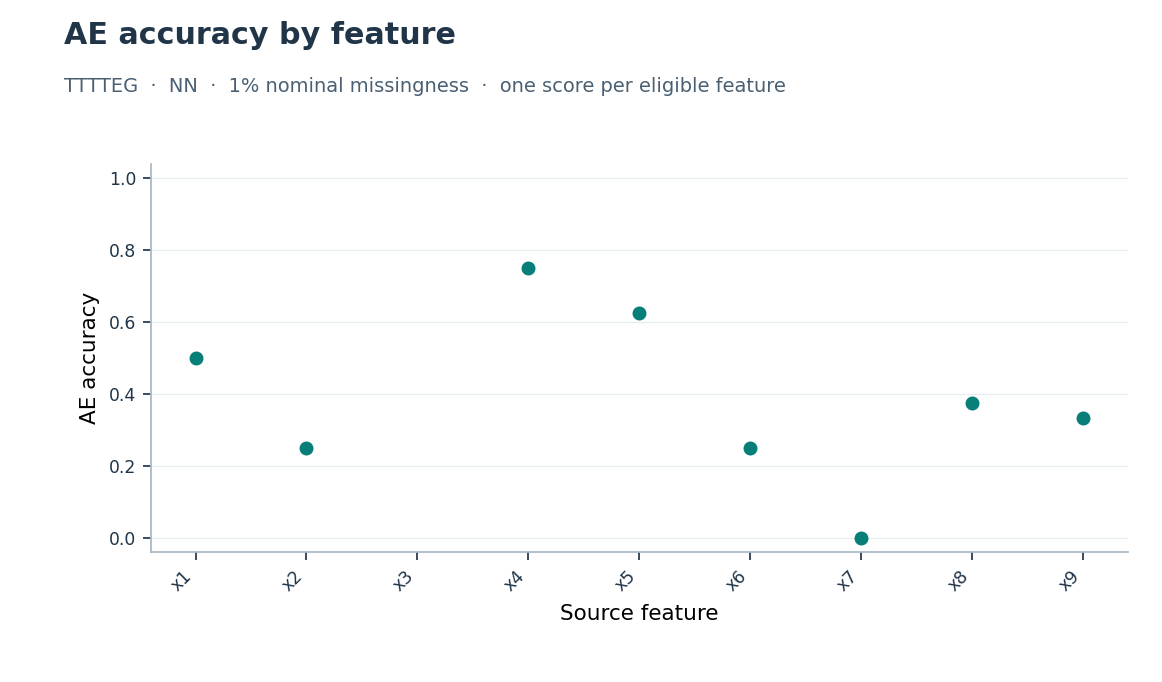 AE accuracy by feature
TTTTEG · NN · 1% nominal missingness · one score per eligible feature
AE accuracy
1.0
0.8
0.6
0.4
0.2
0.0
x1 x2 x3 x4 x5 x6 x7 x8 x9
Source feature